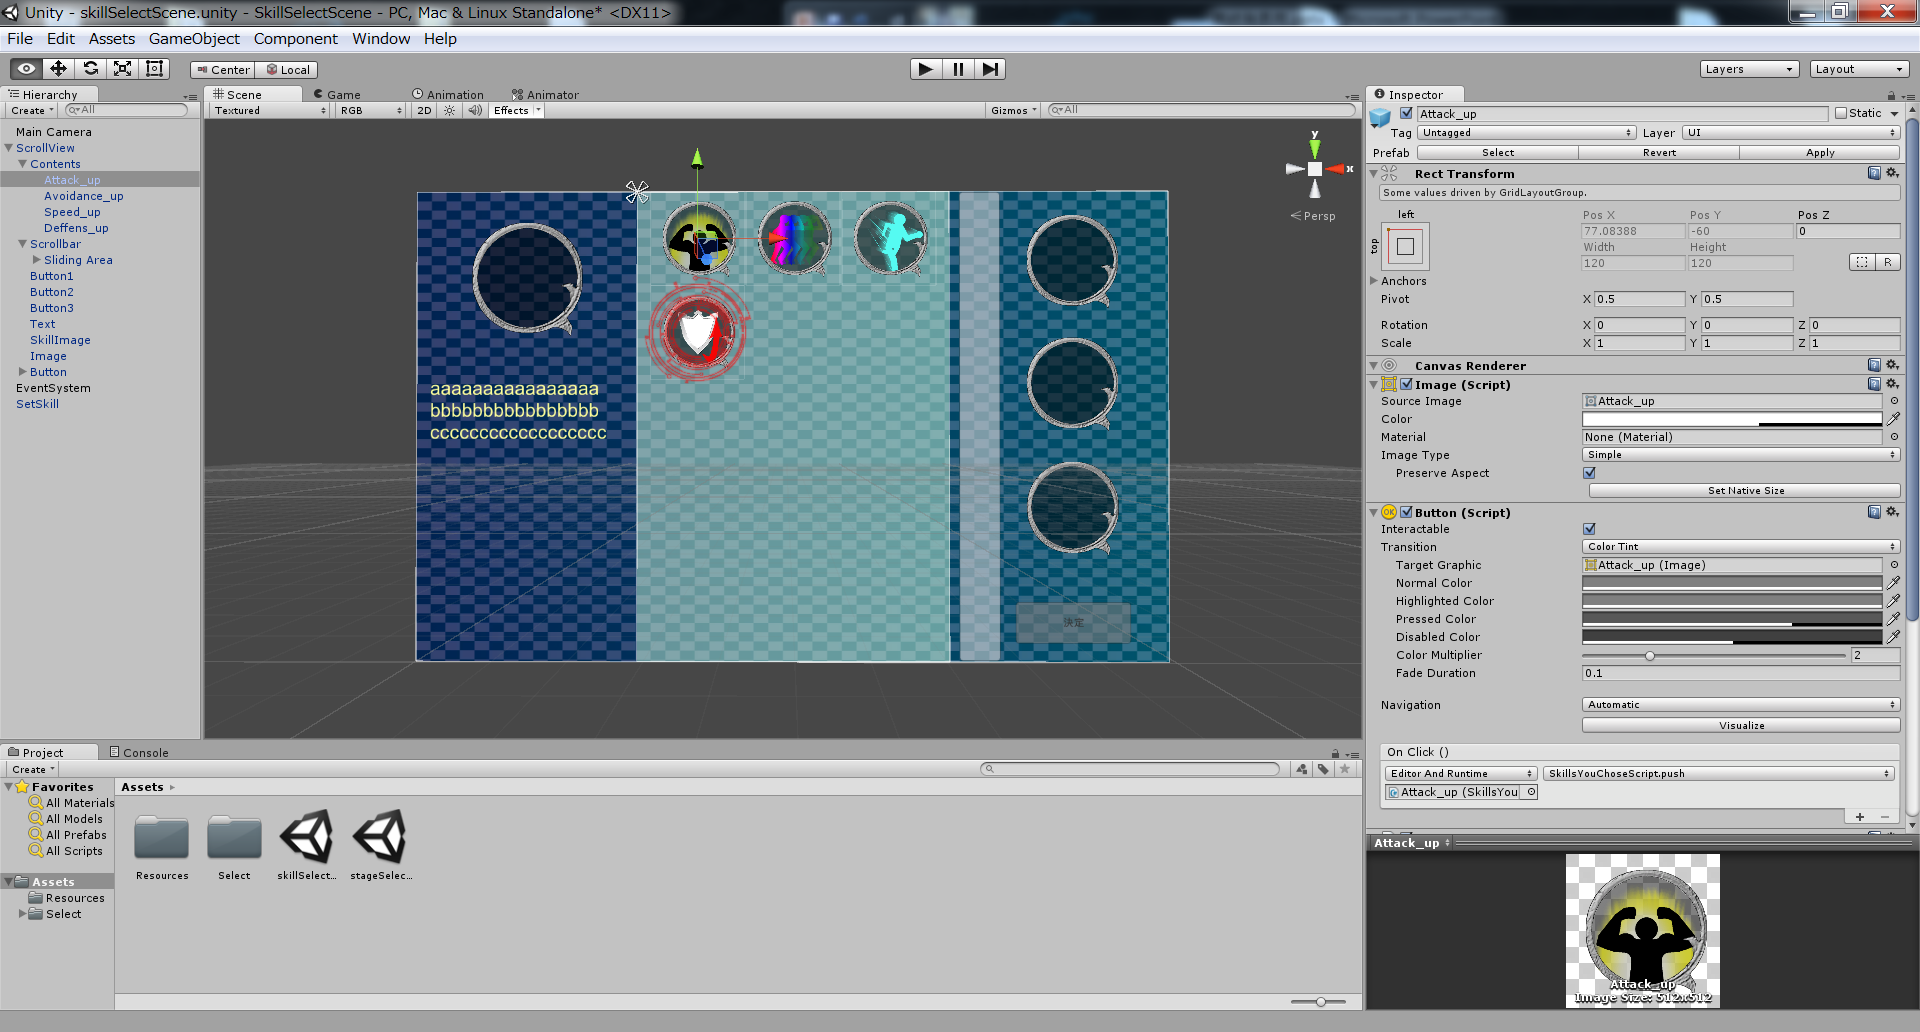 Unity - skillSelectScene.unity - SkillSelectScene - PC, Mac & Linux Standalone* <DX11>
File Edit Assets GameObject Component Window Help
Center Local
Layers
Layout
Hierarchy
Create
All
Main Camera
ScrollView
Contents
Attack_up
Avoidance_up
Speed_up
Deffens_up
Scrollbar
Sliding Area
Button1
Button2
Button3
Text
SkillImage
Image
Button
EventSystem
SetSkill
Scene Game Animation Animator
Textured RGB 2D Effects Gizmos All
y
x
Persp
aaaaaaaaaaaaaaaa
bbbbbbbbbbbbbbbb
cccccccccccccccccc
決定
Inspector
Attack_up Static
Tag Untagged Layer UI
Prefab Select Revert Apply
Rect Transform
Some values driven by GridLayoutGroup.
left
top
Pos X Pos Y Pos Z
77.08388 -60 0
Width Height
120 120
R
Anchors
Pivot X 0.5 Y 0.5
Rotation X 0 Y 0 Z 0
Scale X 1 Y 1 Z 1
Canvas Renderer
Image (Script)
Source Image Attack_up
Color
Material None (Material)
Image Type Simple
Preserve Aspect
Set Native Size
OK Button (Script)
Interactable
Transition Color Tint
Target Graphic Attack_up (Image)
Normal Color
Highlighted Color
Pressed Color
Disabled Color
Color Multiplier 2
Fade Duration 0.1
Navigation Automatic
Visualize
On Click ()
Editor And Runtime SkillsYouChoseScript.push
Attack_up (SkillsYou
Attack_up
Attack_up
Image Size: 512x512
Project Console
Create
Favorites
All Materials
All Models
All Prefabs
All Scripts
Assets
Resources
Select
Assets
Resources Select skillSelect... stageSelec...